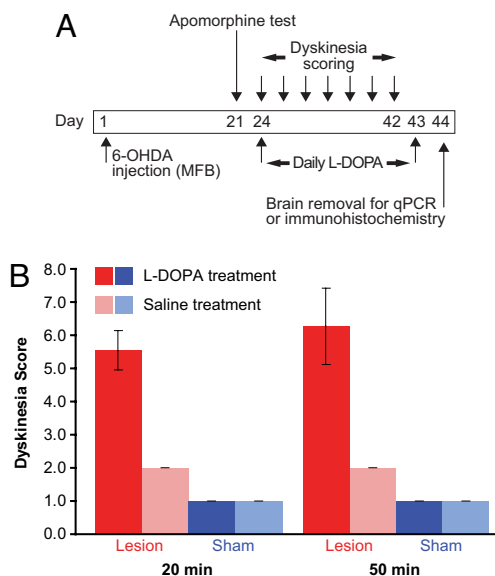 A
Apomorphine test
Dyskinesia
scoring
Day 1 21 24 42 43 44
6-OHDA
injection (MFB)
Daily L-DOPA
Brain removal for qPCR
or immunohistochemistry
B
8.0
7.0
6.0
5.0
4.0
3.0
2.0
1.0
0.0
Dyskinesia Score
L-DOPA treatment
Saline treatment
Lesion Sham Lesion Sham
20 min 50 min